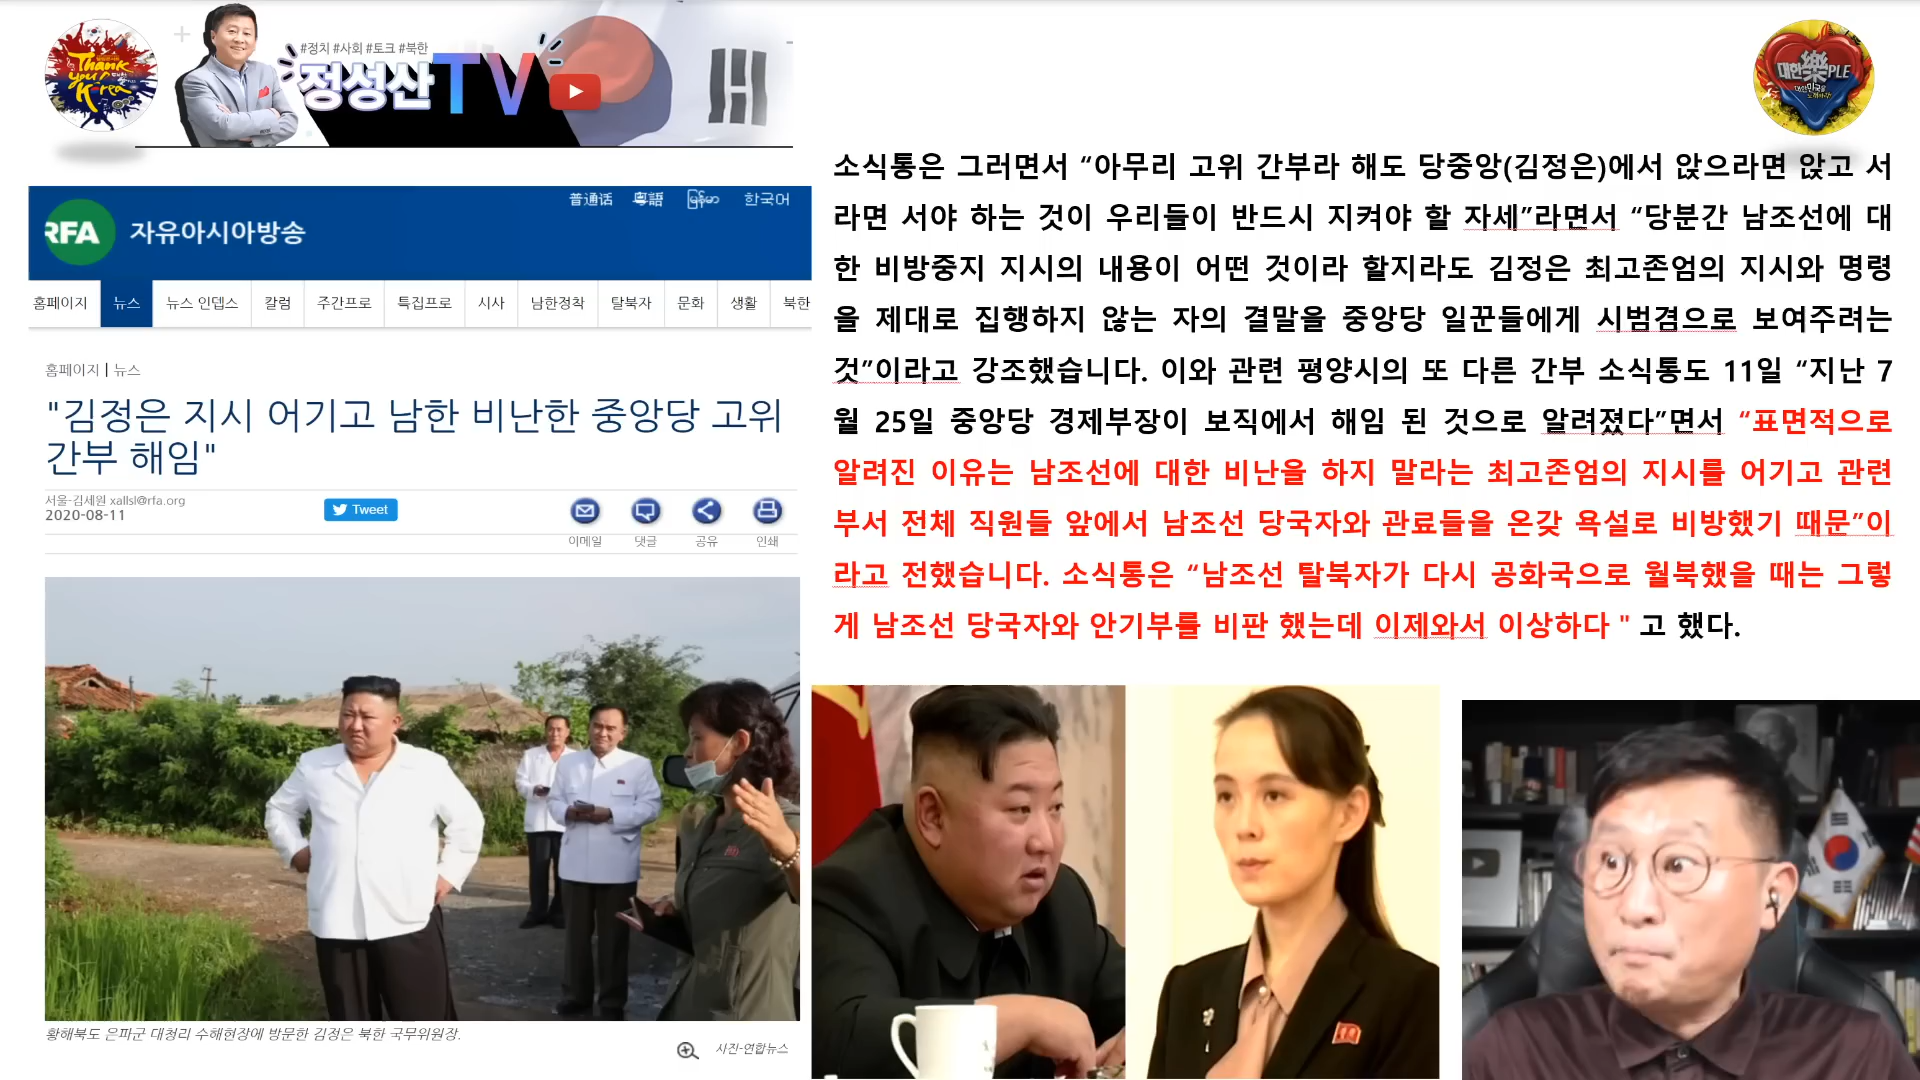 Thank you Korea
#정치 #사회 #토크 #북한
정성산TV
대한樂PLE
RFA 자유아시아방송
普通话 粵語 မြန်မာ 한국어
홈페이지 뉴스 뉴스 인뎁스 칼럼 주간프로 특집프로 시사 남한정착 탈북자 문화 생활 북한
홈페이지 | 뉴스
"김정은 지시 어기고 남한 비난한 중앙당 고위
간부 해임"
서울-김세원 xallsl@rfa.org
2020-08-11
Tweet
이메일 댓글 공유 인쇄
황해북도 은파군 대청리 수해현장에 방문한 김정은 북한 국무위원장.
사진-연합뉴스
소식통은 그러면서 “아무리 고위 간부라 해도 당중앙(김정은)에서 앉으라면 앉고 서
라면 서야 하는 것이 우리들이 반드시 지켜야 할 자세”라면서 “당분간 남조선에 대
한 비방중지 지시의 내용이 어떤 것이라 할지라도 김정은 최고존엄의 지시와 명령
을 제대로 집행하지 않는 자의 결말을 중앙당 일꾼들에게 시범겸으로 보여주려는
것”이라고 강조했습니다. 이와 관련 평양시의 또 다른 간부 소식통도 11일 “지난 7
월 25일 중앙당 경제부장이 보직에서 해임 된 것으로 알려졌다”면서 “표면적으로
알려진 이유는 남조선에 대한 비난을 하지 말라는 최고존엄의 지시를 어기고 관련
부서 전체 직원들 앞에서 남조선 당국자와 관료들을 온갖 욕설로 비방했기 때문”이
라고 전했습니다. 소식통은 “남조선 탈북자가 다시 공화국으로 월북했을 때는 그렇
게 남조선 당국자와 안기부를 비판 했는데 이제와서 이상하다 " 고 했다.